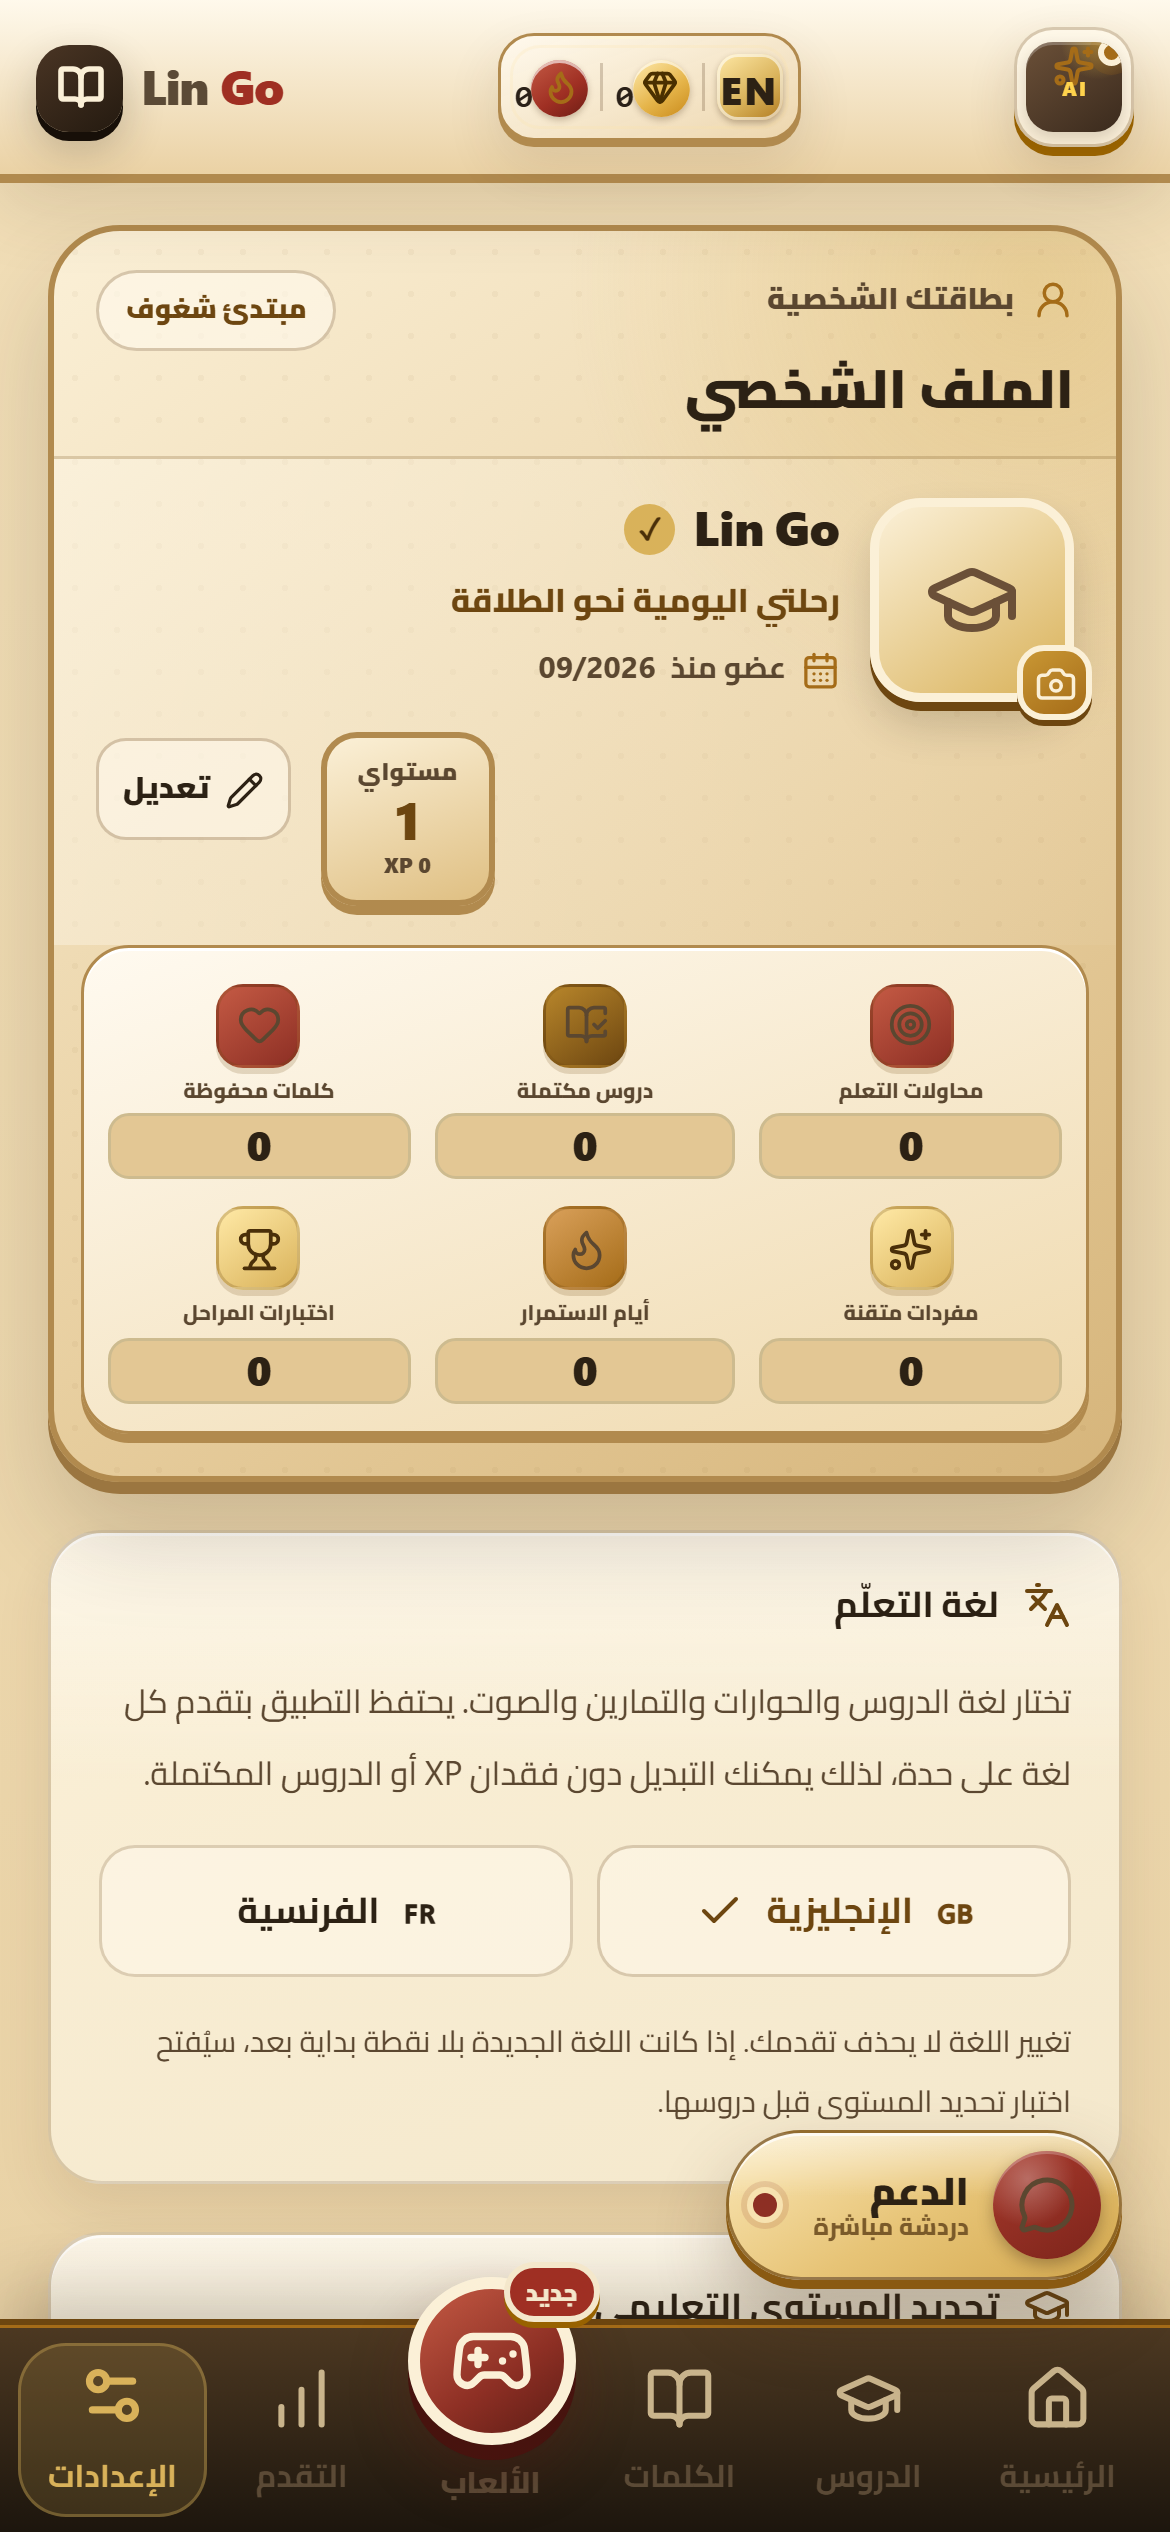 Lin Go
0
0
EN
AI
بطاقتك الشخصية
مبتدئ شغوف
الملف الشخصي
Lin Go
رحلتي اليومية نحو الطلاقة
عضو منذ 09/2026
مستواي
1
XP 0
تعديل
محاولات التعلم
دروس مكتملة
كلمات محفوظة
0
0
0
مفردات متقنة
أيام الاستمرار
اختبارات المراحل
0
0
0
لغة التعلّم
تختار لغة الدروس والحوارات والتمارين والصوت. يحتفظ التطبيق بتقدم كل
لغة على حدة، لذلك يمكنك التبديل دون فقدان XP أو الدروس المكتملة.
GB الإنجليزية
FR الفرنسية
تغيير اللغة لا يحذف تقدمك. إذا كانت اللغة الجديدة بلا نقطة بداية بعد، سيُفتح
اختبار تحديد المستوى قبل دروسها.
الدعم
دردشة مباشرة
تحديد المستوى التعليمي
جديد
الرئيسية
الدروس
الكلمات
الألعاب
التقدم
الإعدادات